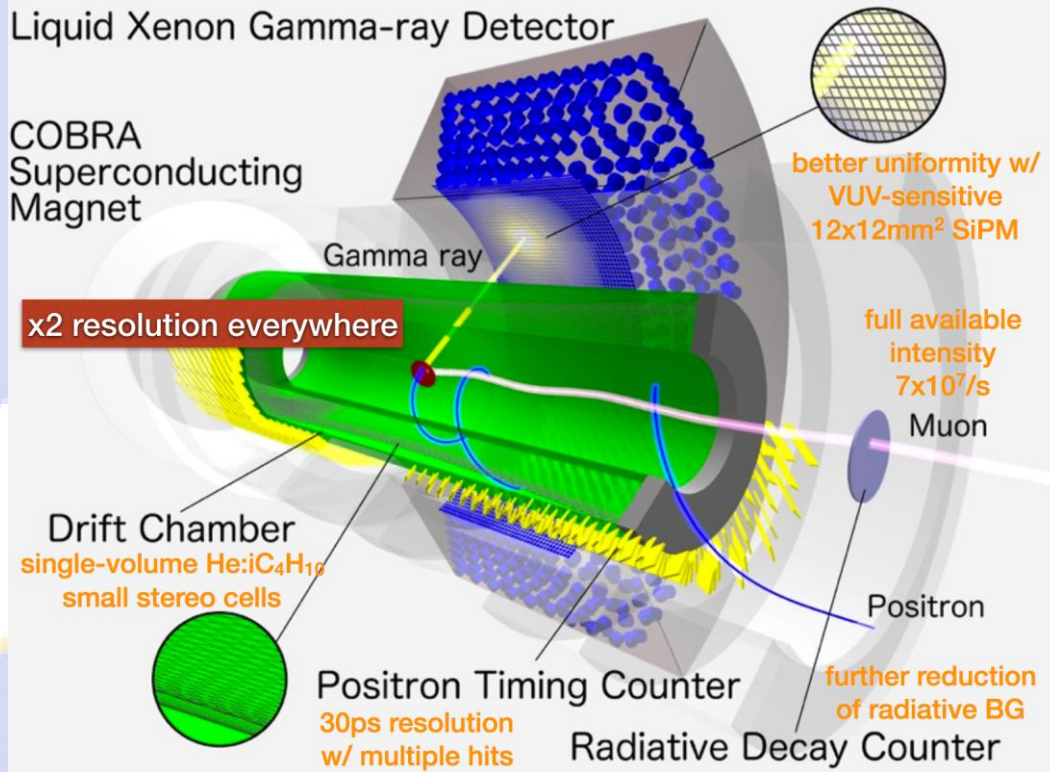 Liquid Xenon Gamma-ray Detector
COBRA
Superconducting
Magnet
better uniformity w/
VUV-sensitive
12x12mm² SiPM
Gamma ray
x2 resolution everywhere
full available
intensity
7x10⁷/s
Muon
Drift Chamber
single-volume He:iC₄H₁₀
small stereo cells
Positron
Positron Timing Counter
30ps resolution
w/ multiple hits
further reduction
of radiative BG
Radiative Decay Counter